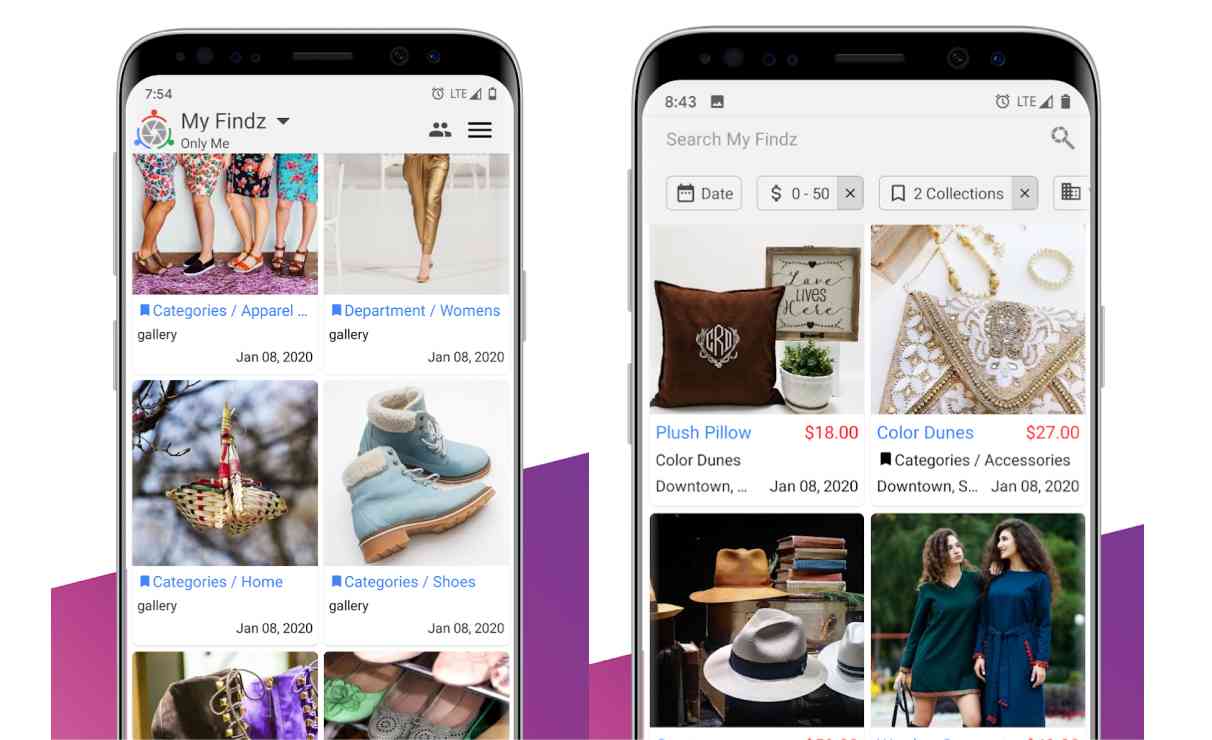 7:54
LTE
My Findz
Only Me
Categories / Apparel ...
gallery
Jan 08, 2020
Department / Womens
gallery
Jan 08, 2020
Categories / Home
gallery
Jan 08, 2020
Categories / Shoes
gallery
Jan 08, 2020
8:43
LTE
Search My Findz
Date
$ 0 - 50 ×
2 Collections ×
Love
LIVES
Here
CRD
Plush Pillow $18.00
Color Dunes
Downtown, ... Jan 08, 2020
Color Dunes $27.00
Categories / Accessories
Downtown, S... Jan 08, 2020